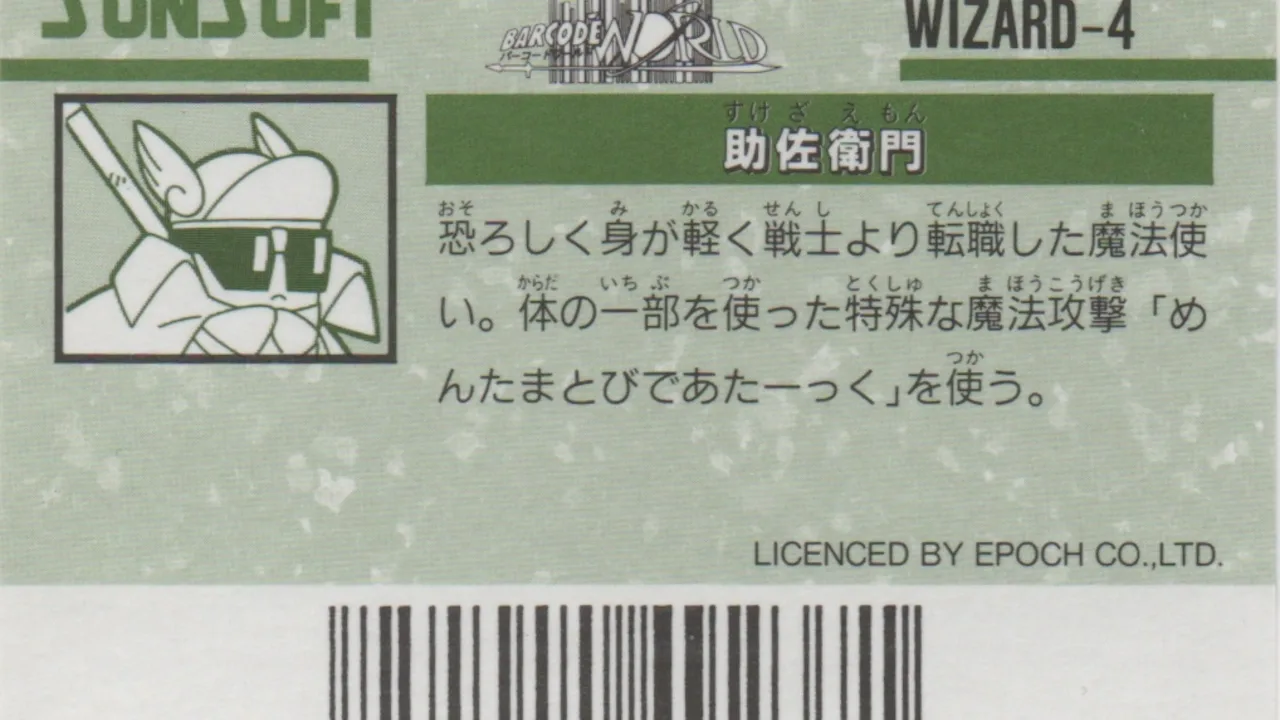 SUNSOFT
BARCODE WORLD
バーコードワールド
WIZARD-4
すけざえもん
助佐衛門
おそ み かる せんし てんしょく まほうつか
恐ろしく身が軽く戦士より転職した魔法使
からだ いちぶ つか とくしゅ まほうこうげき
い。体の一部を使った特殊な魔法攻撃「め
つか
んたまとびであたーっく」を使う。
LICENCED BY EPOCH CO.,LTD.